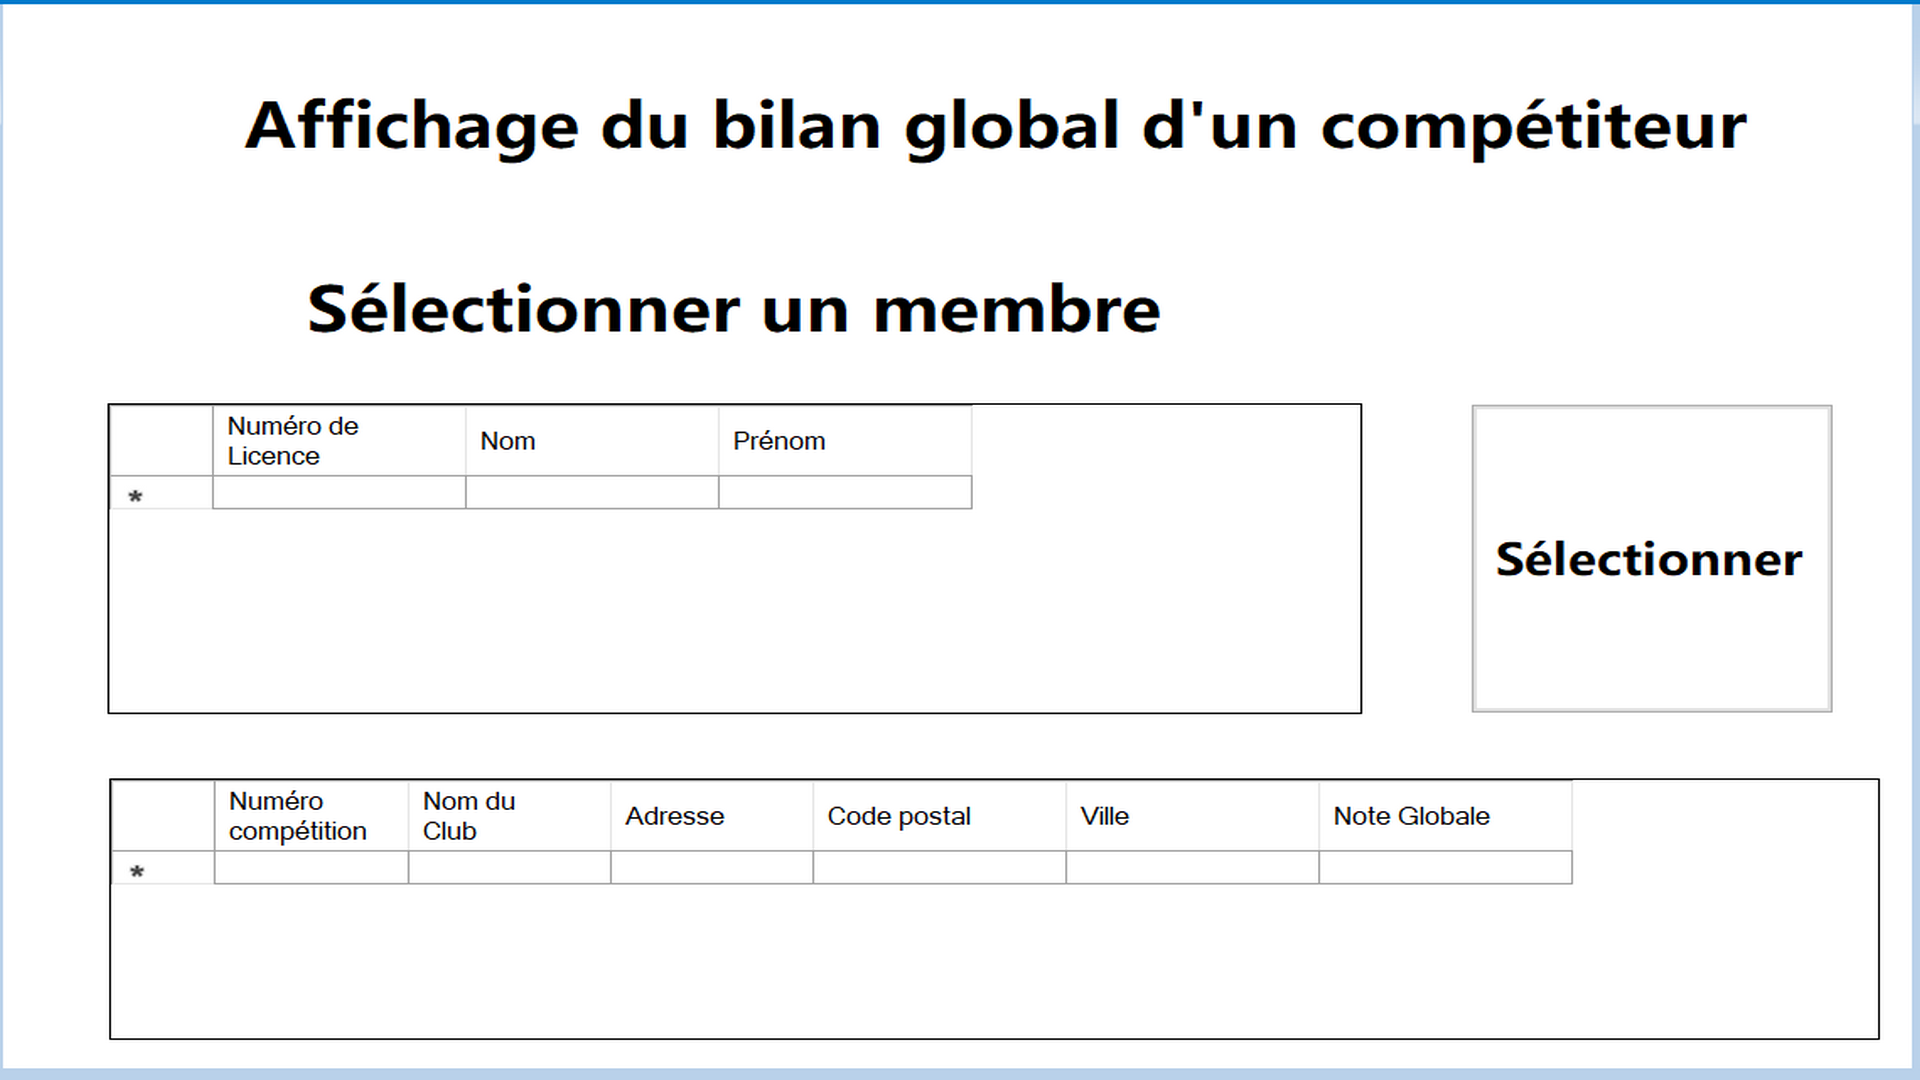 Affichage du bilan global d'un compétiteur
Sélectionner un membre
Numéro de
Licence
Nom
Prénom
*
Sélectionner
Numéro
compétition
Nom du
Club
Adresse
Code postal
Ville
Note Globale
*